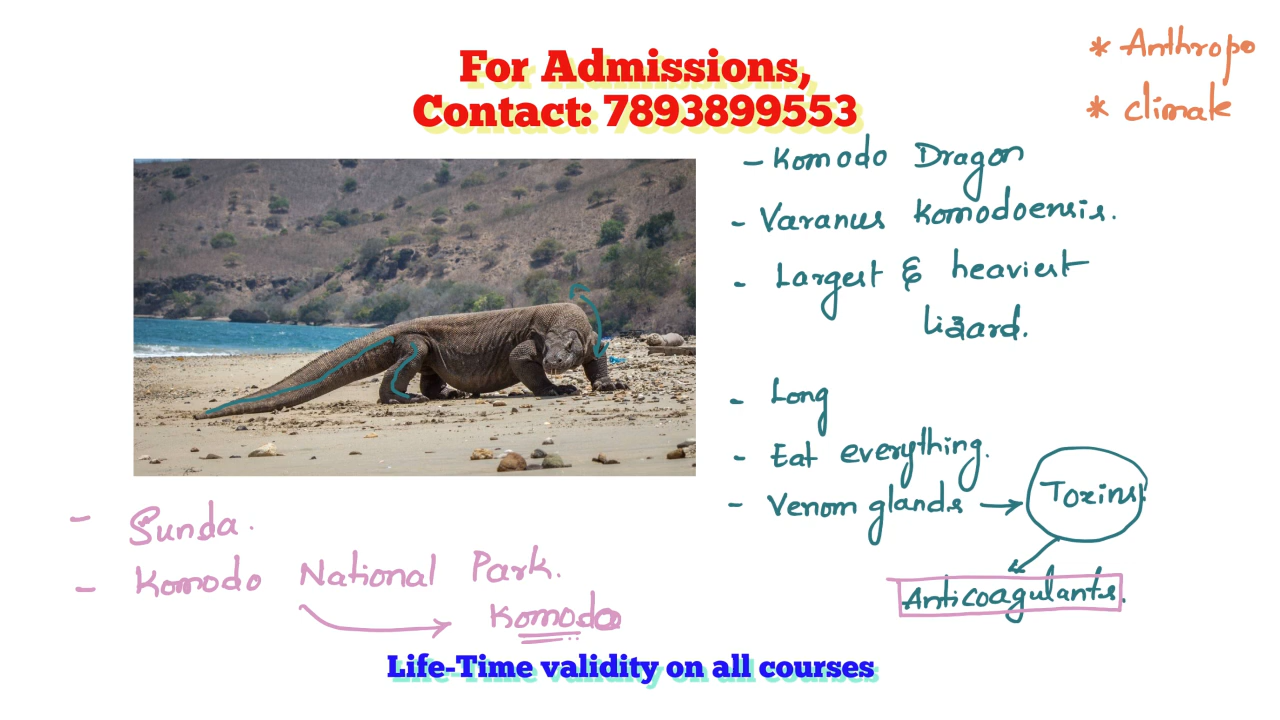 * Anthropo
* climate
For Admissions,
Contact: 7893899553
- Komodo Dragon
- Varanus Komodoensis.
- Largest & heaviest
lizard.
- Long
- Eat everything.
- Venom glands → Toxins.
Anticoagulants.
- Sunda.
- Komodo National Park.
Komodo
Life-Time validity on all courses